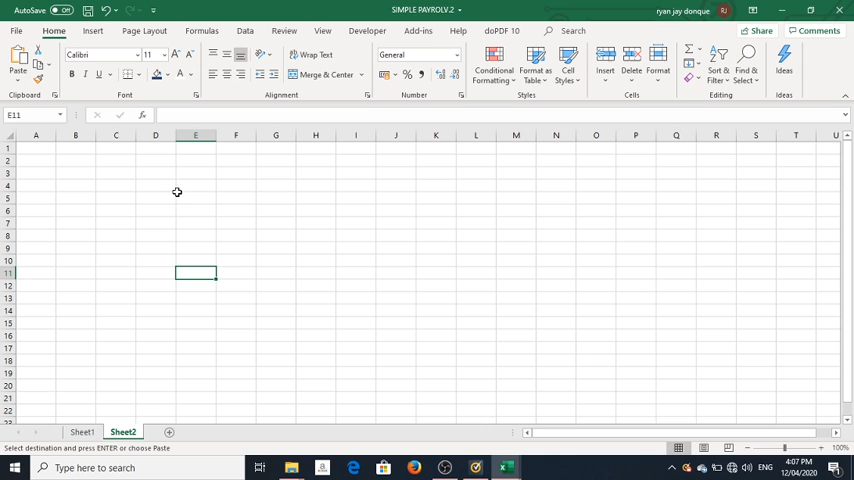 AutoSave Off SIMPLE PAYROLV.2 ryan jay donque RJ
File Home Insert Page Layout Formulas Data Review View Developer Add-ins Help doPDF 10 Search Share Comments
Calibri 11 A A Wrap Text General
Paste B I U A Merge & Center % Conditional Formatting Format as Table Cell Styles Insert Delete Format Sort & Filter Find & Select Ideas
Clipboard Font Alignment Number Styles Cells Editing Ideas
E11 fx
A B C D E F G H I J K L M N O P Q R S T U
1
2
3
4
5
6
7
8
9
10
11
12
13
14
15
16
17
18
19
20
21
22
23
Sheet1 Sheet2
Select destination and press ENTER or choose Paste 100%
Type here to search ENG 4:07 PM
12/04/2020